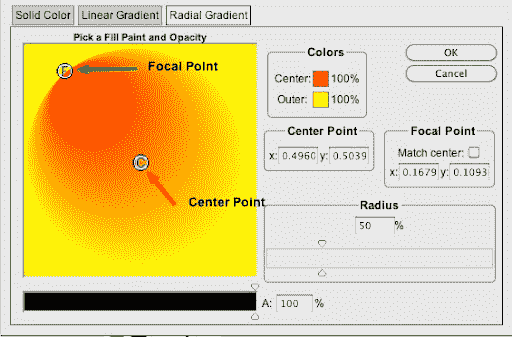 Solid Color Linear Gradient Radial Gradient
Pick a Fill Paint and Opacity
F Focal Point
C
Center Point
Colors
Center: 100%
Outer: 100%
OK
Cancel
Center Point
x: 0.4960 y: 0.5039
Focal Point
Match center:
x: 0.1679 y: 0.1093
Radius
50 %
A: 100 %